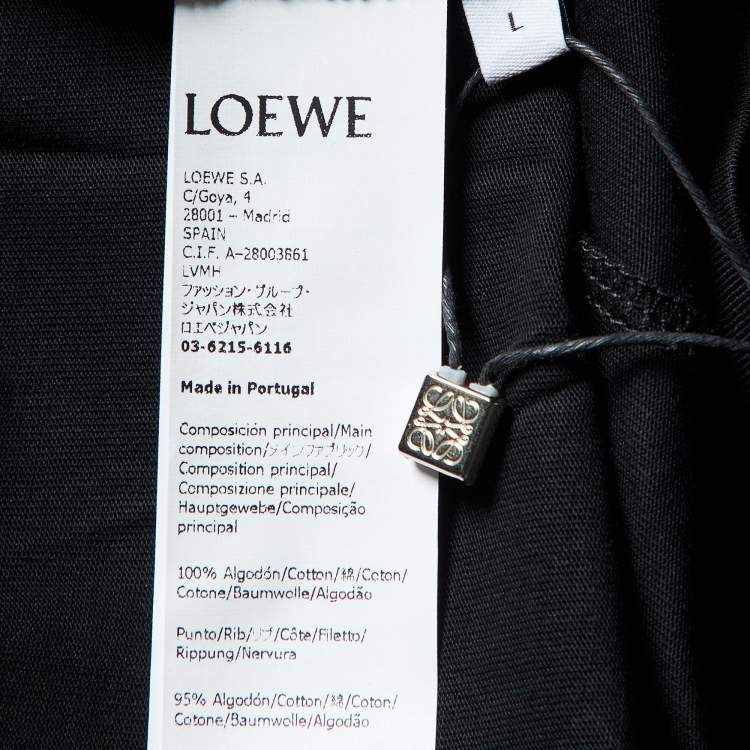 L
LOEWE
LOEWE S.A.
C/Goya, 4
28001 – Madrid
SPAIN
C.I.F. A-28003861
LVMH
ファッション・グループ・
ジャパン株式会社
ロエベジャパン
03-6215-6116
Made in Portugal
Composición principal/Main
composition/メインファブリック/
Composition principal/
Composizione principale/
Hauptgewebe/Composição
principal
100% Algodón/Cotton/綿/Coton/
Cotone/Baumwolle/Algodão
Punto/Rib/リブ/Côte/Filetto/
Rippung/Nervura
95% Algodón/Cotton/綿/Coton/
Cotone/Baumwolle/Algodão